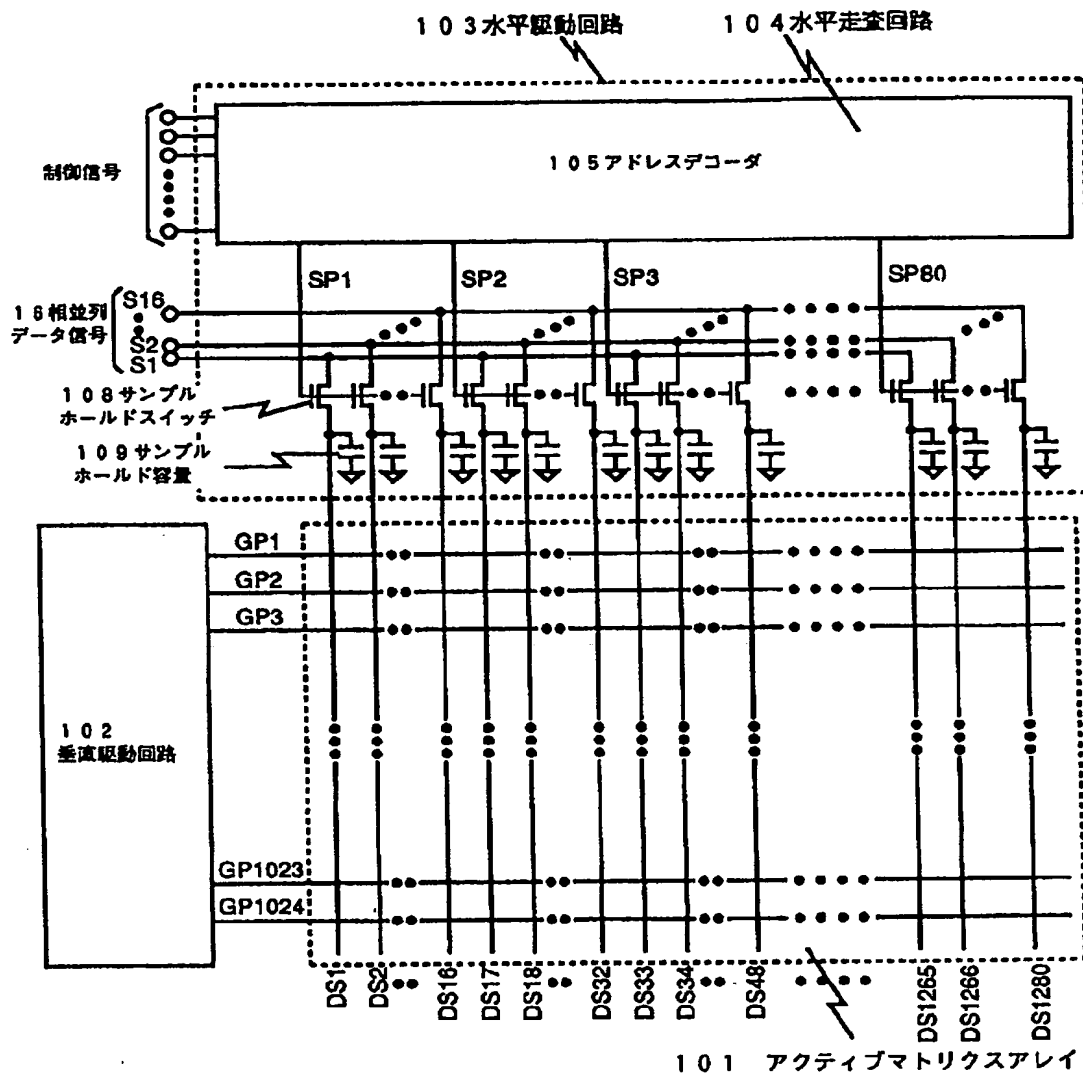 103水平駆動回路
104水平走査回路
105アドレスデコーダ
制御信号
SP1
SP2
SP3
SP80
S16
16相並列
データ信号
S2
S1
108サンプル
ホールドスイッチ
109サンプル
ホールド容量
GP1
GP2
GP3
102
垂直駆動回路
GP1023
GP1024
DS1
DS2
DS16
DS17
DS18
DS32
DS33
DS34
DS48
DS1265
DS1266
DS1280
101 アクティブマトリクスアレイ